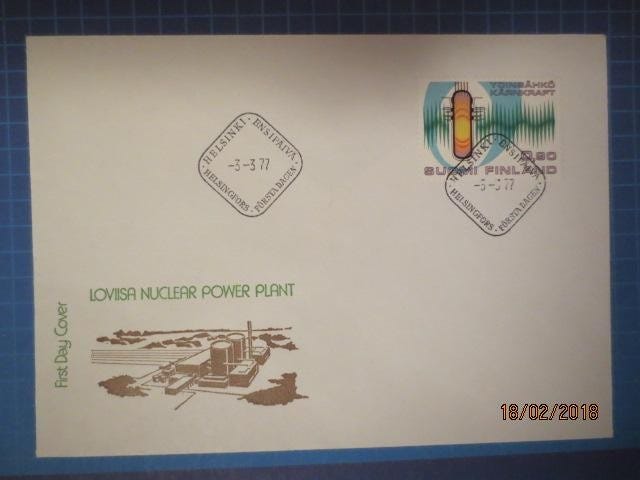 YDINSÄHKÖ
KÄRNKRAFT
0,90
SUOMI FINLAND
HELSINKI · ENSIPÄIVÄ ·
-3-3 77
HELSINGFORS · FÖRSTA DAGEN ·
HELSINKI · ENSIPÄIVÄ ·
-3-3 77
HELSINGFORS · FÖRSTA DAGEN ·
LOVIISA NUCLEAR POWER PLANT
First Day Cover
18/02/2018